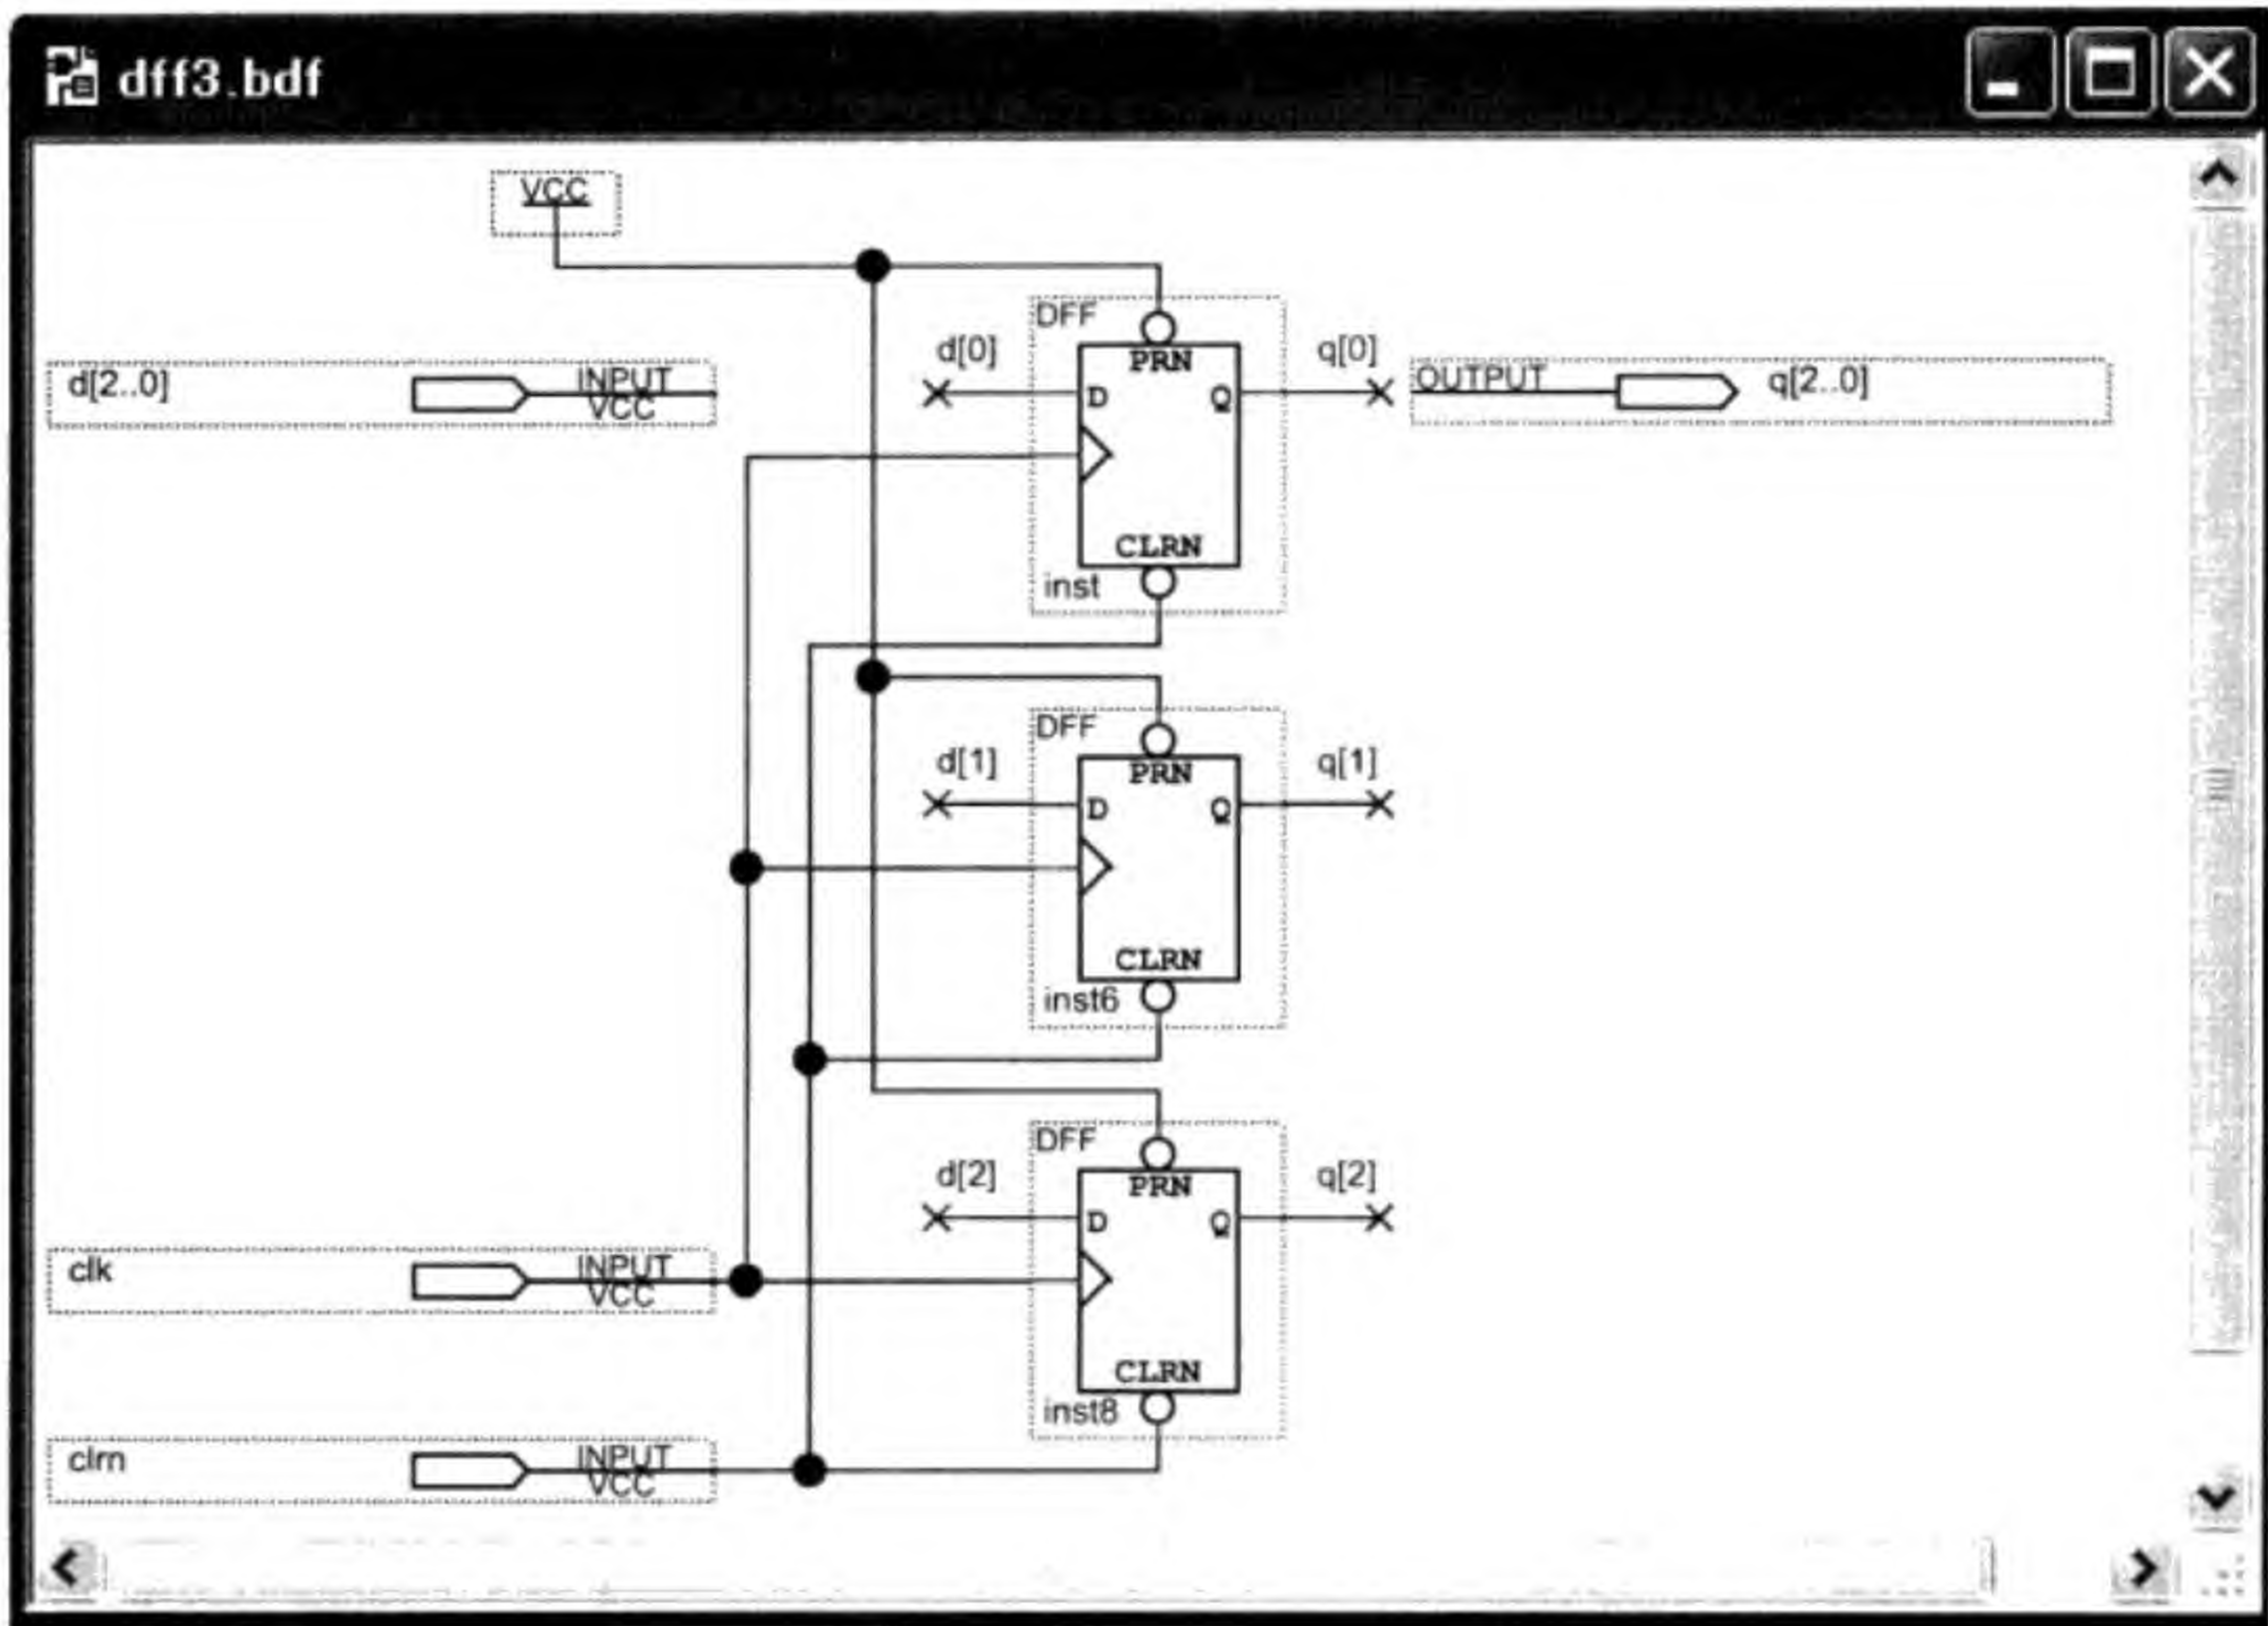 dff3.bdf
VCC
DFF
d[0]
PRN
q[0]
d[2..0]
INPUT
VCC
D
Q
OUTPUT
q[2..0]
CLRN
inst
DFF
d[1]
PRN
q[1]
D
Q
CLRN
inst6
DFF
d[2]
PRN
q[2]
D
Q
clk
INPUT
VCC
CLRN
inst8
clrn
INPUT
VCC